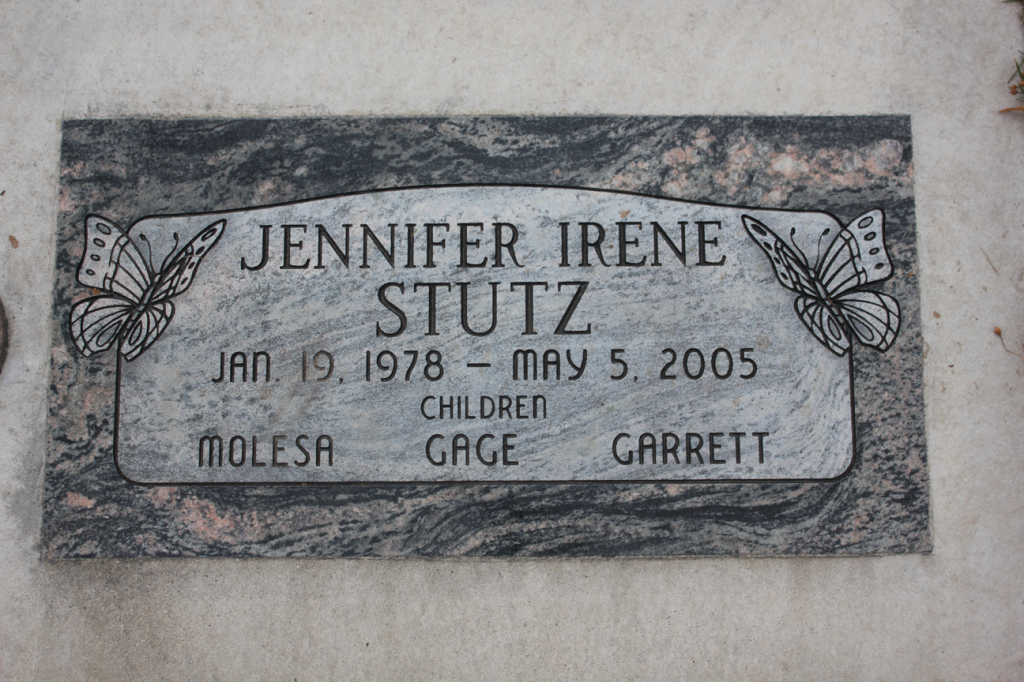 JENNIFER IRENE
STUTZ
JAN. 19, 1978 – MAY 5, 2005
CHILDREN
MOLESA GAGE GARRETT